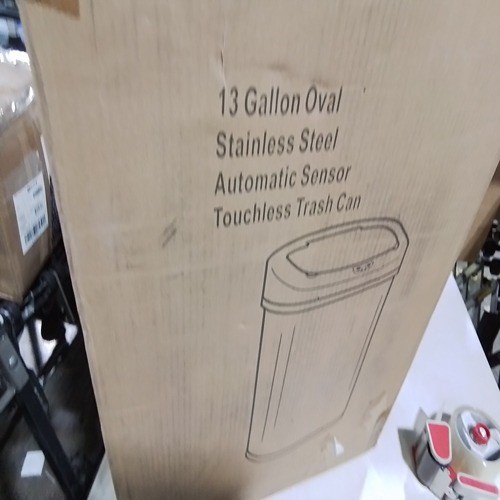 13 Gallon Oval
Stainless Steel
Automatic Sensor
Touchless Trash Can